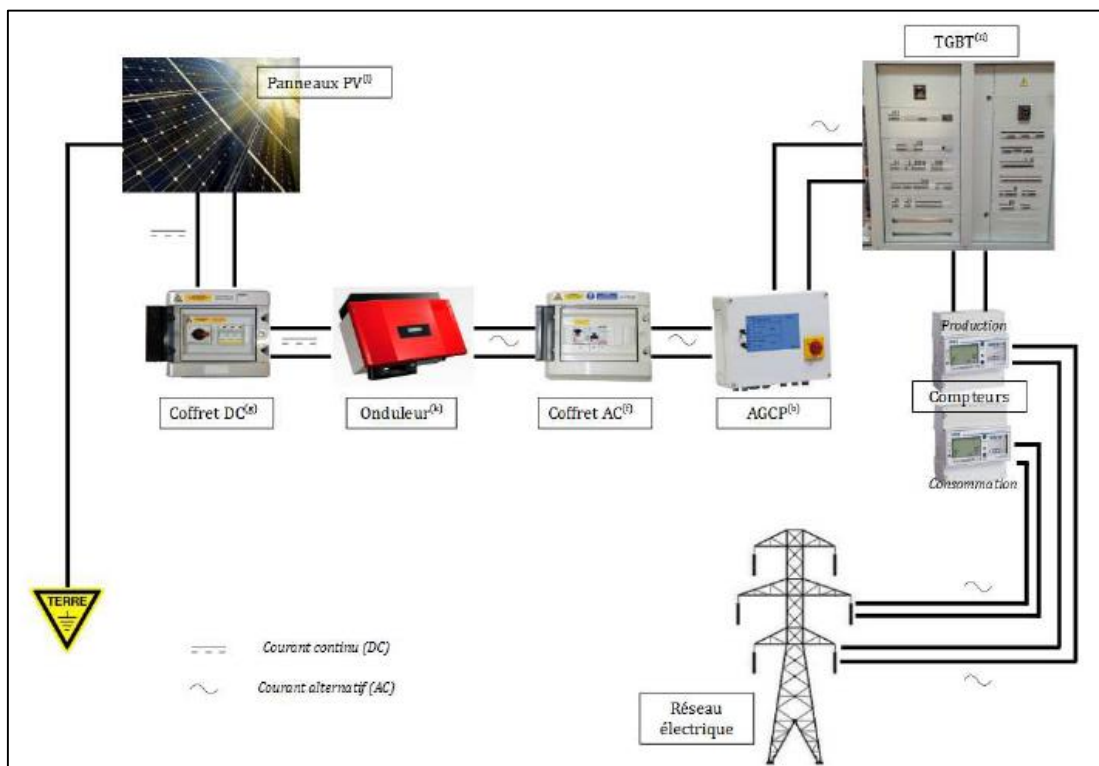 TGBT⁽ⁿ⁾
Panneaux PV⁽ˡ⁾
Production
Coffret DC⁽ᵍ⁾
Onduleur⁽ᵏ⁾
Coffret AC⁽ᶠ⁾
AGCP⁽ᵇ⁾
Compteurs
Consommation
TERRE
Courant continu (DC)
Courant alternatif (AC)
Réseau
électrique